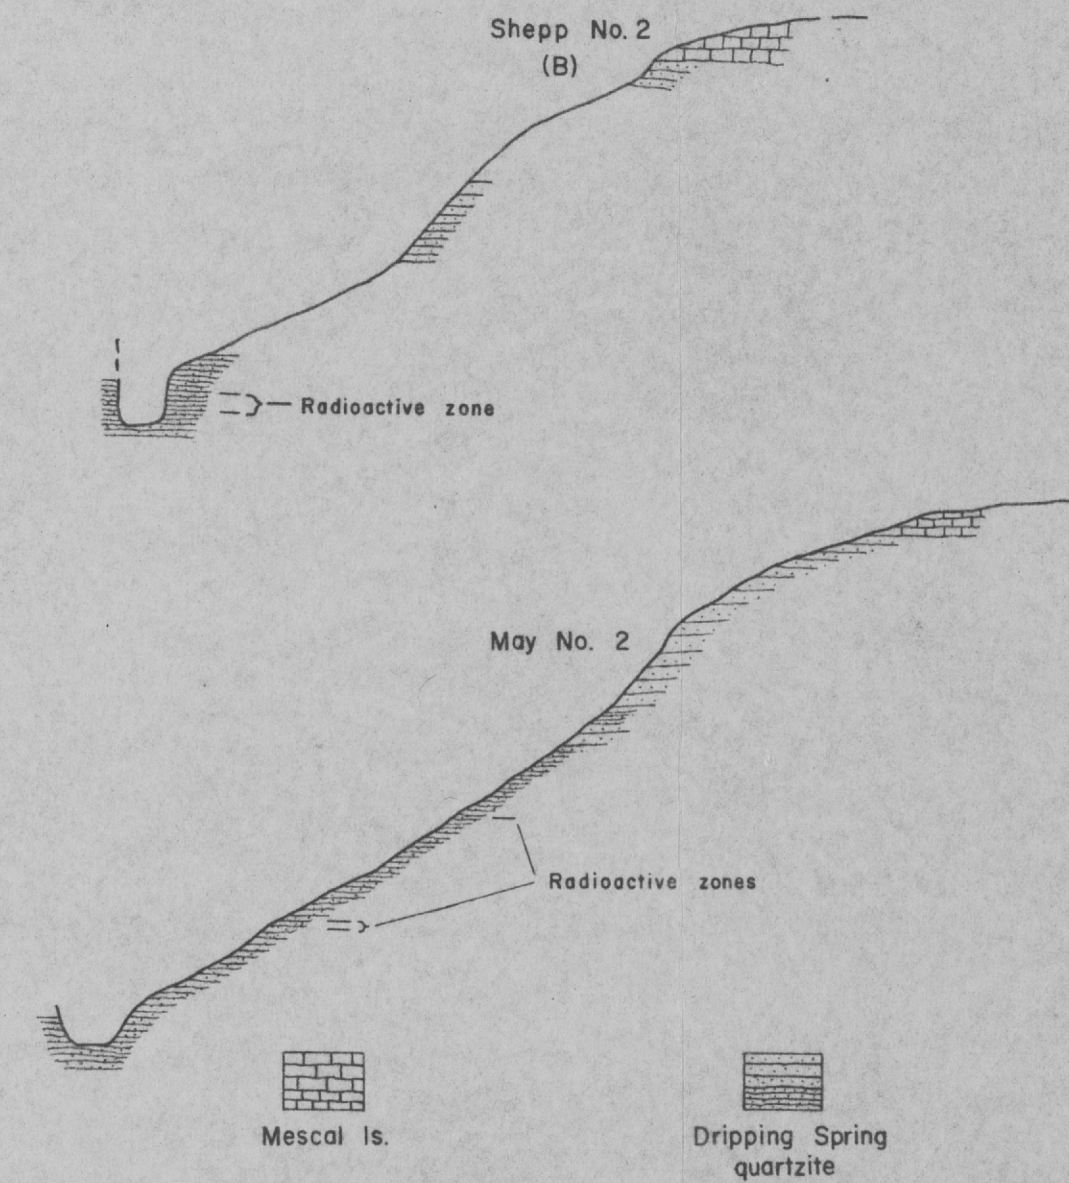 Shepp No. 2
(B)
Radioactive zone
May No. 2
Radioactive zones
Mescal ls.
Dripping Spring
quartzite